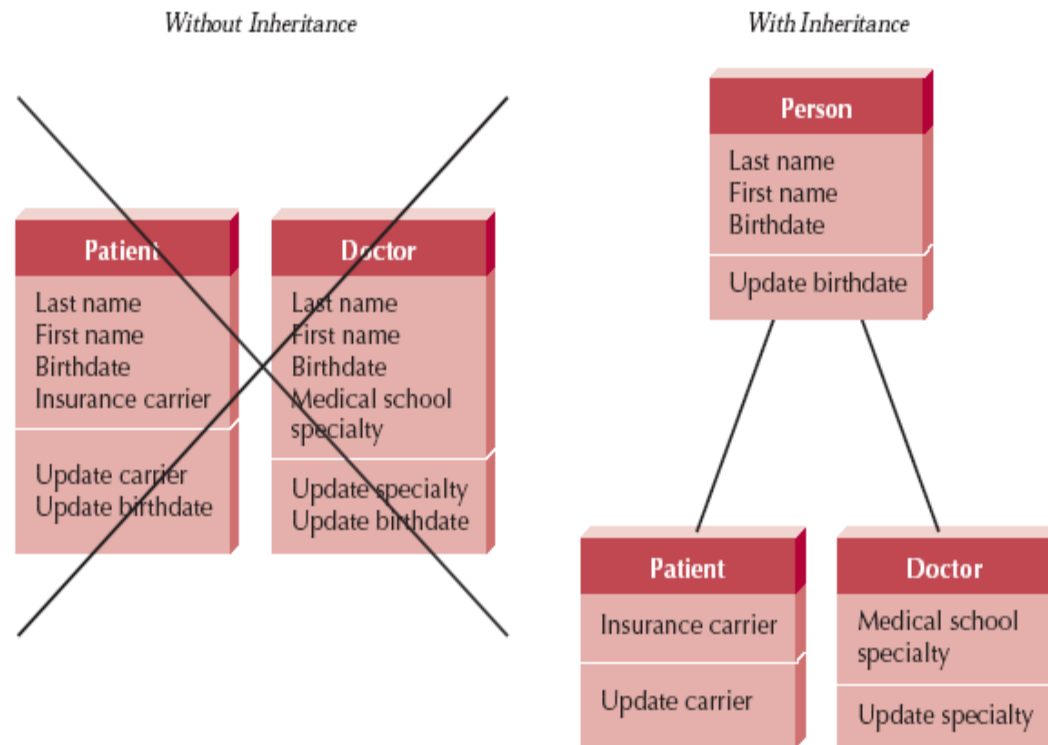 Without Inheritance
Patient
Last name
First name
Birthdate
Insurance carrier
Update carrier
Update birthdate
Doctor
Last name
First name
Birthdate
Medical school
specialty
Update specialty
Update birthdate
With Inheritance
Person
Last name
First name
Birthdate
Update birthdate
Patient
Insurance carrier
Update carrier
Doctor
Medical school
specialty
Update specialty